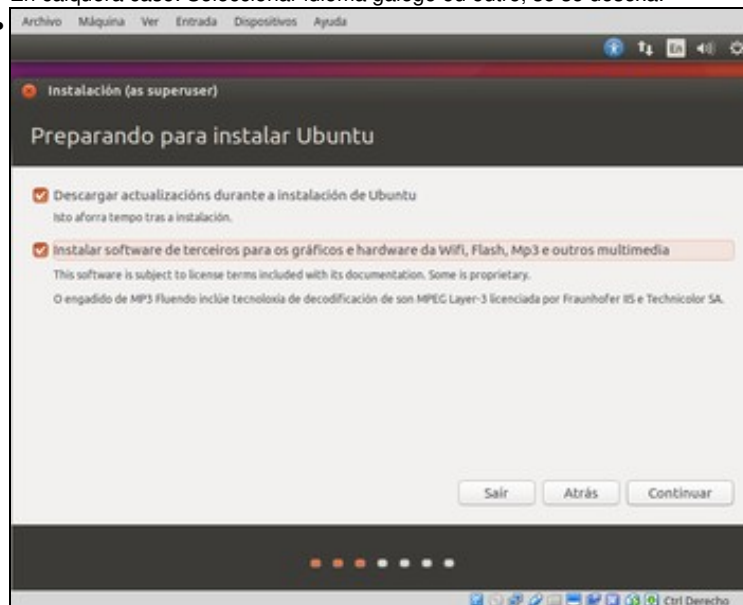 En calquera caso. Seleccionar idioma galego ou outro, se se desexa.
Archivo Máquina Ver Entrada Dispositivos Ayuda
En
Instalación (as superuser)
Preparando para instalar Ubuntu
Descargar actualizacións durante a instalación de Ubuntu
Isto aforra tempo tras a instalación.
Instalar software de terceiros para os gráficos e hardware da Wifi, Flash, Mp3 e outros multimedia
This software is subject to license terms included with its documentation. Some is proprietary.
O engadido de MP3 Fluendo inclúe tecnoloxía de decodificación de son MPEG Layer-3 licenciada por Fraunhofer IIS e Technicolor SA.
Saír Atrás Continuar
Ctrl Derecho